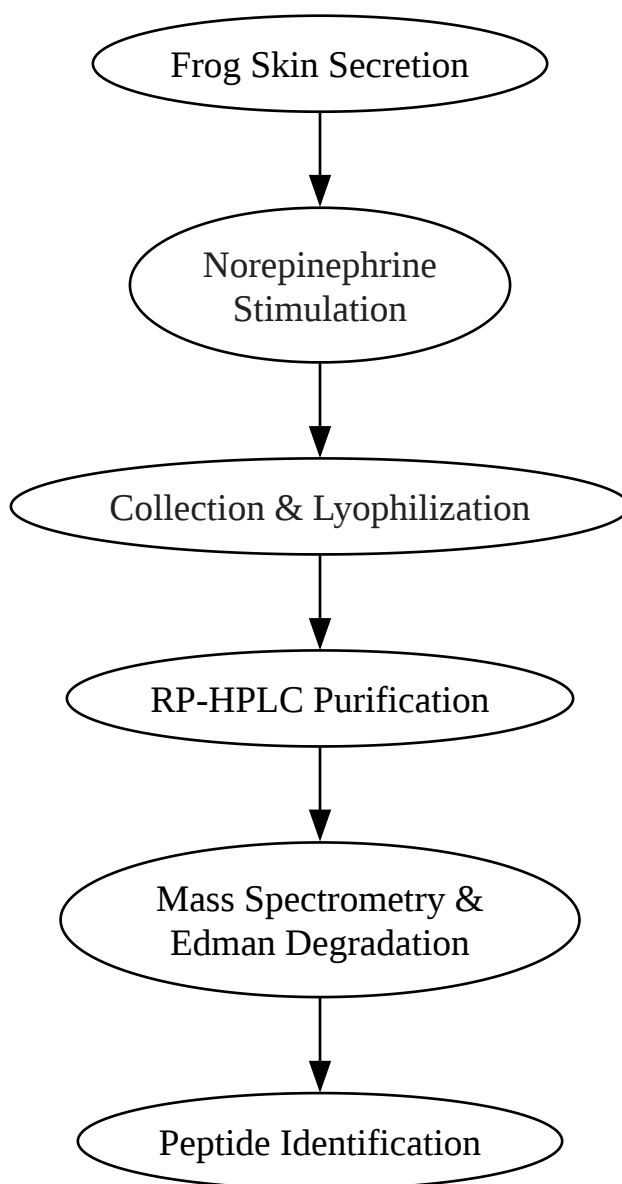 Frog Skin Secretion
Norepinephrine
Stimulation
Collection & Lyophilization
RP-HPLC Purification
Mass Spectrometry &
Edman Degradation
Peptide Identification